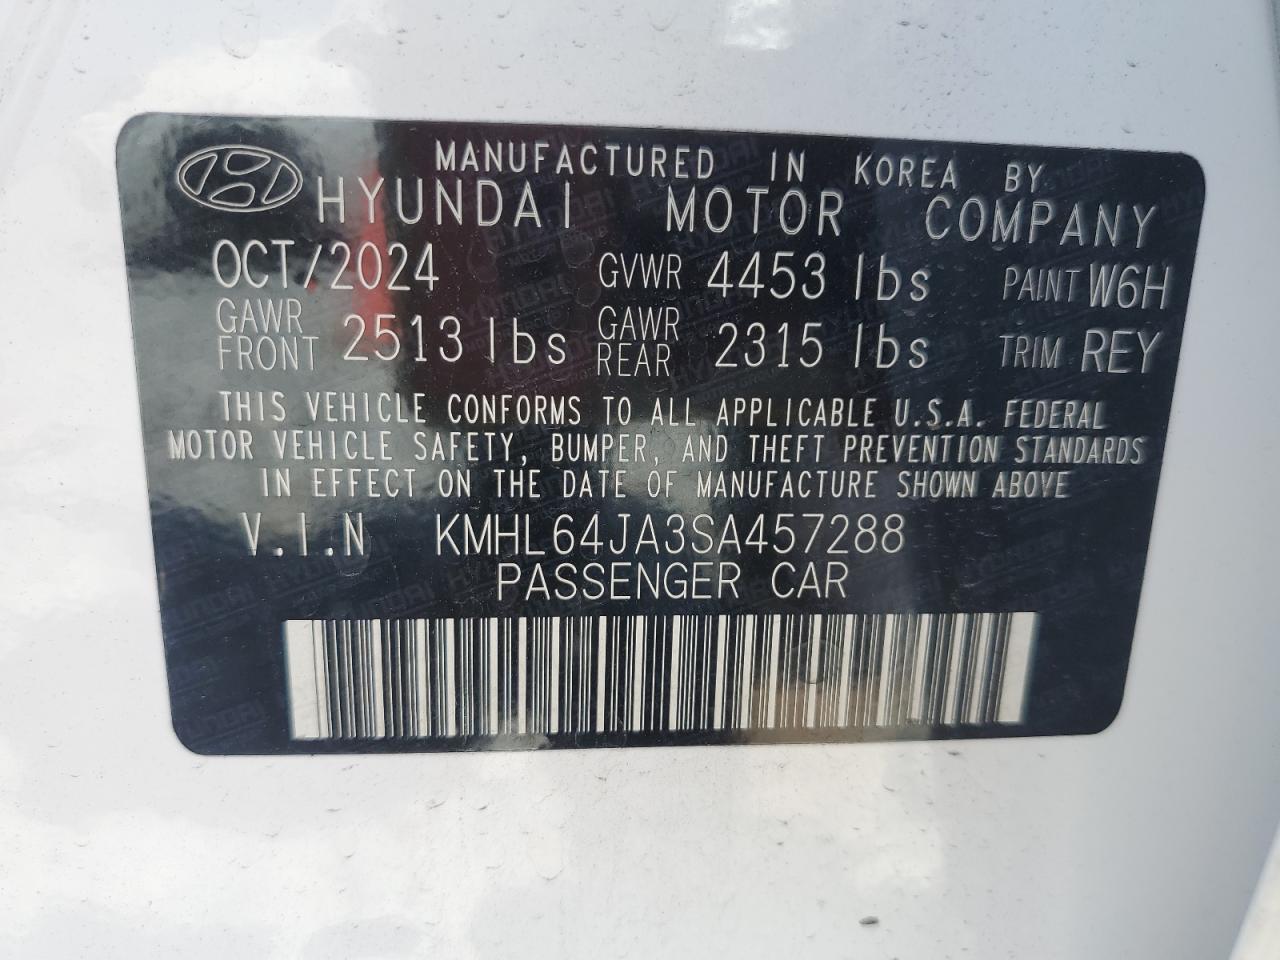 MANUFACTURED IN KOREA BY
HYUNDAI MOTOR COMPANY
OCT/2024 GVWR 4453 lbs PAINT W6H
GAWR FRONT 2513 lbs GAWR REAR 2315 lbs TRIM REY
THIS VEHICLE CONFORMS TO ALL APPLICABLE U.S.A. FEDERAL
MOTOR VEHICLE SAFETY, BUMPER, AND THEFT PREVENTION STANDARDS
IN EFFECT ON THE DATE OF MANUFACTURE SHOWN ABOVE
V.I.N KMHL64JA3SA457288
PASSENGER CAR